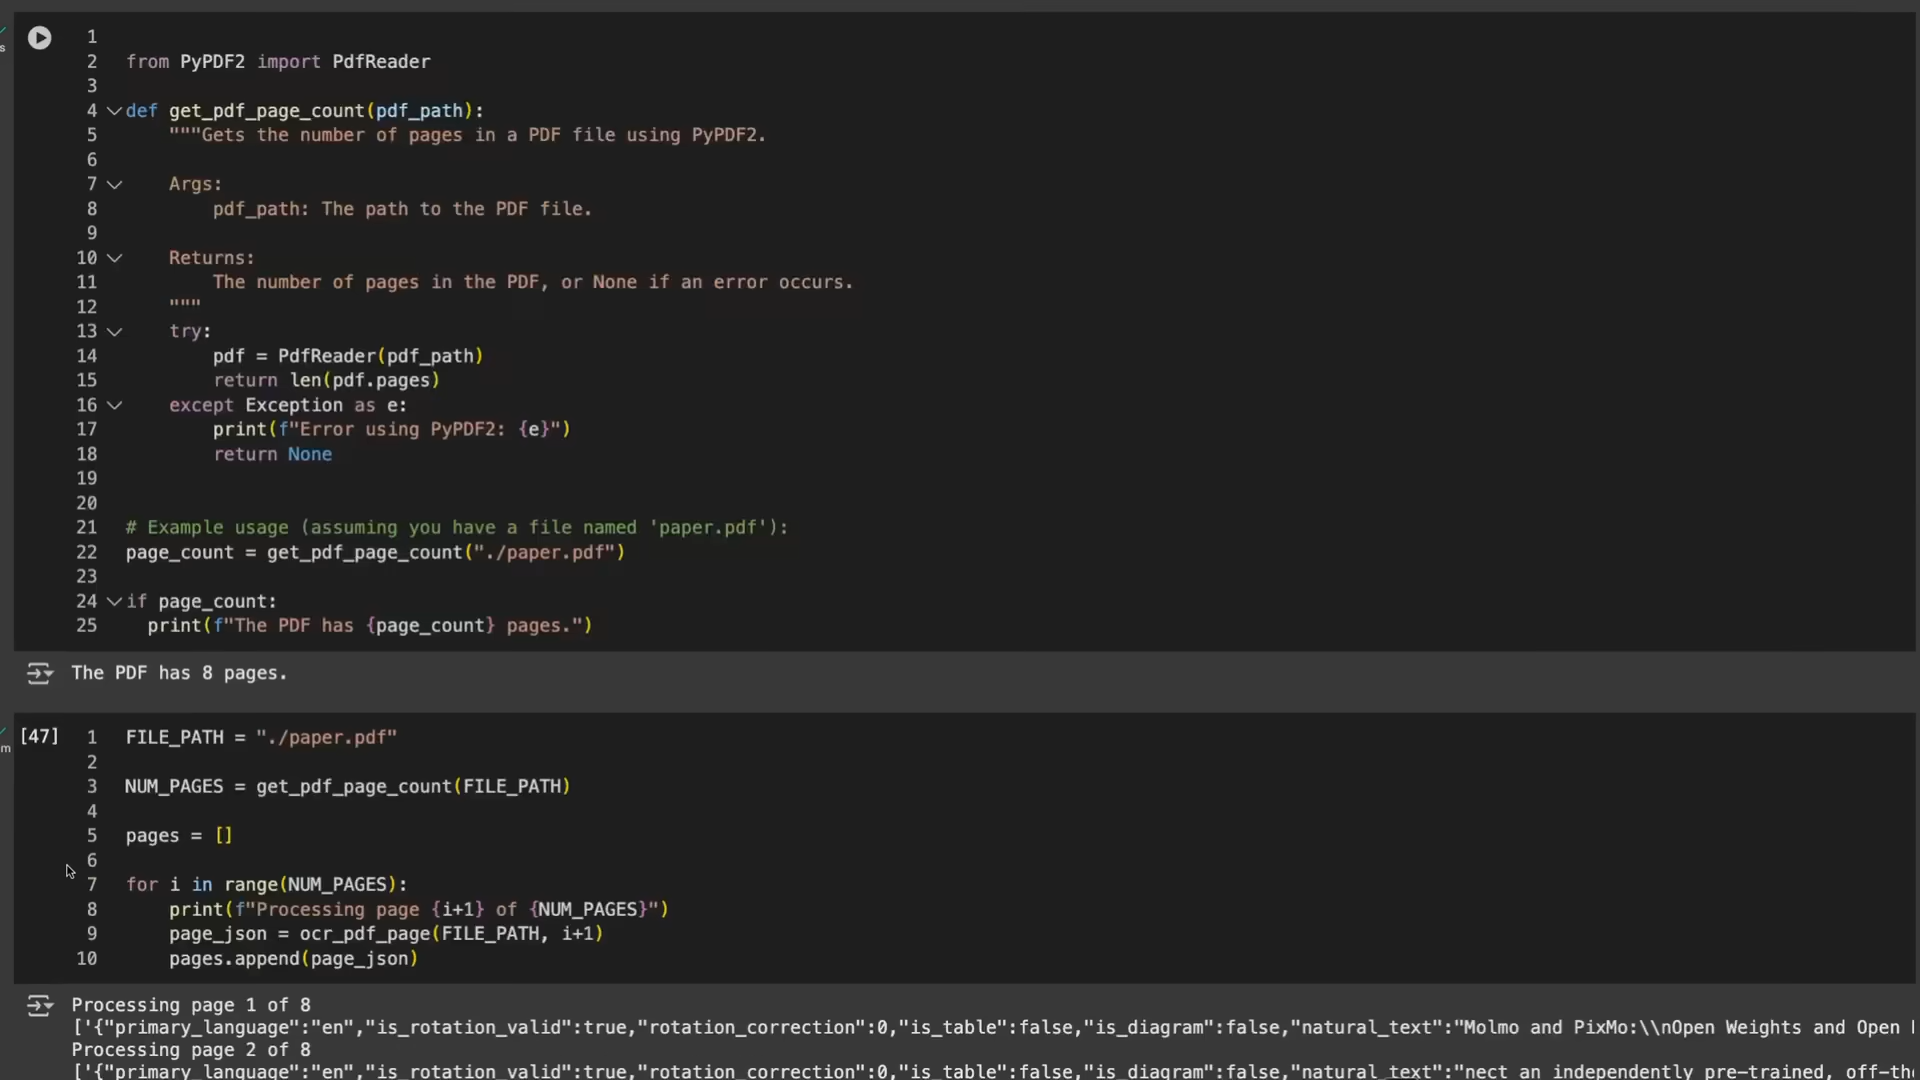 1
2 from PyPDF2 import PdfReader
3
4 def get_pdf_page_count(pdf_path):
5 """Gets the number of pages in a PDF file using PyPDF2.
6
7 Args:
8 pdf_path: The path to the PDF file.
9
10 Returns:
11 The number of pages in the PDF, or None if an error occurs.
12 """
13 try:
14 pdf = PdfReader(pdf_path)
15 return len(pdf.pages)
16 except Exception as e:
17 print(f"Error using PyPDF2: {e}")
18 return None
19
20
21 # Example usage (assuming you have a file named 'paper.pdf'):
22 page_count = get_pdf_page_count("./paper.pdf")
23
24 if page_count:
25 print(f"The PDF has {page_count} pages.")
The PDF has 8 pages.
[47] 1 FILE_PATH = "./paper.pdf"
2
3 NUM_PAGES = get_pdf_page_count(FILE_PATH)
4
5 pages = []
6
7 for i in range(NUM_PAGES):
8 print(f"Processing page {i+1} of {NUM_PAGES}")
9 page_json = ocr_pdf_page(FILE_PATH, i+1)
10 pages.append(page_json)
Processing page 1 of 8
['{"primary_language":"en","is_rotation_valid":true,"rotation_correction":0,"is_table":false,"is_diagram":false,"natural_text":"Molmo and PixMo:\\nOpen Weights and Open
Processing page 2 of 8
['{"primary_language":"en","is_rotation_valid":true,"rotation_correction":0,"is_table":false,"is_diagram":false,"natural_text":"nect an independently pre-trained, off-th